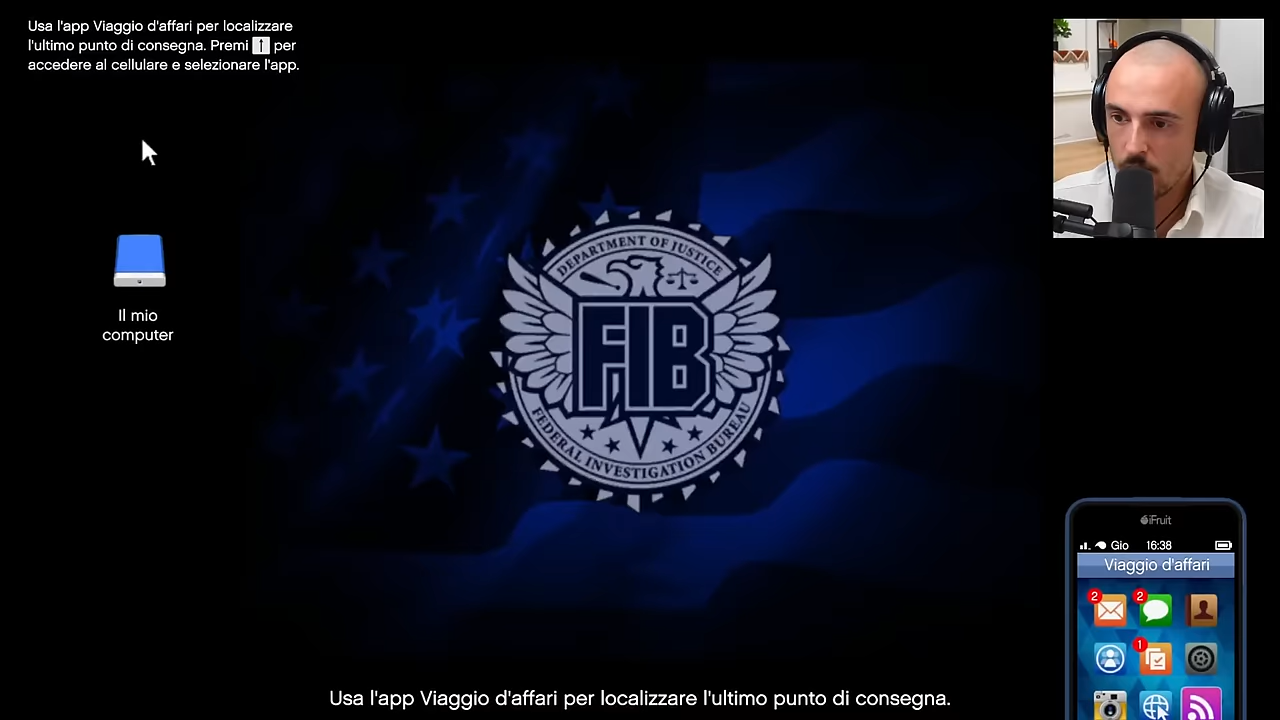 Usa l'app Viaggio d'affari per localizzare
l'ultimo punto di consegna. Premi ↑ per
accedere al cellulare e selezionare l'app.
Il mio
computer
DEPARTMENT OF JUSTICE
FIB
FEDERAL INVESTIGATION BUREAU
iFruit
Gio 16:38
Viaggio d'affari
2
2
1
Usa l'app Viaggio d'affari per localizzare l'ultimo punto di consegna.